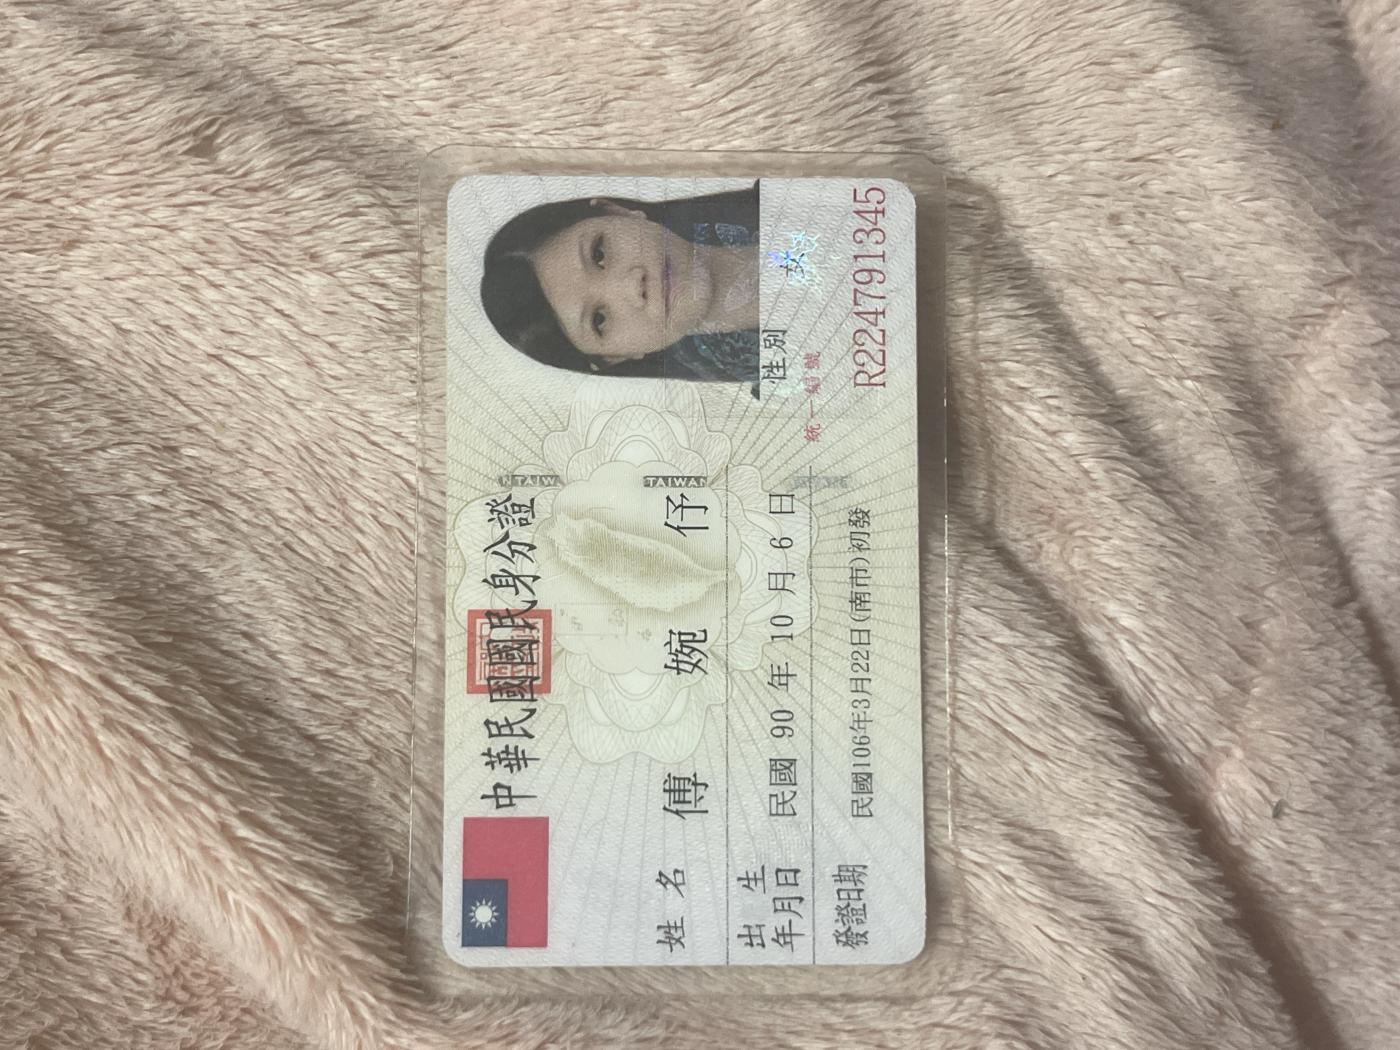 中華民國國民身分證
姓名 傅婉伃
出生年月日 民國 90 年 10 月 6 日
性別 女
發證日期 民國106年3月22日(南市)初發
統一編號
R224791345
TAIWAN